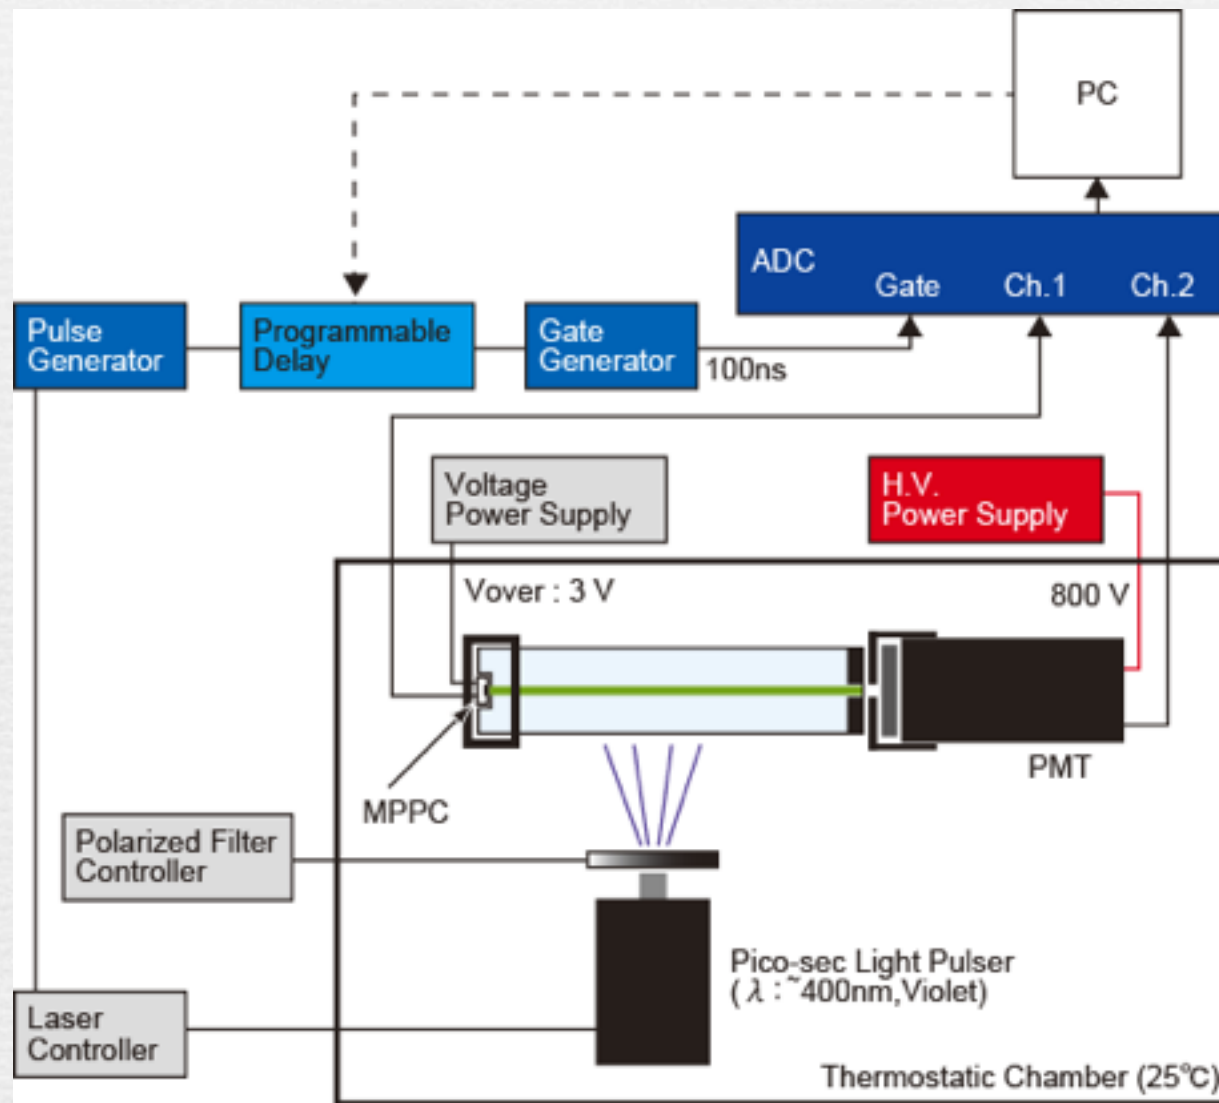 PC
ADC
Gate
Ch.1
Ch.2
Pulse
Generator
Programmable
Delay
Gate
Generator
100ns
Voltage
Power Supply
H.V.
Power Supply
Vover : 3 V
800 V
MPPC
PMT
Polarized Filter
Controller
Pico-sec Light Pulser
( λ : ~400nm,Violet)
Laser
Controller
Thermostatic Chamber (25℃)